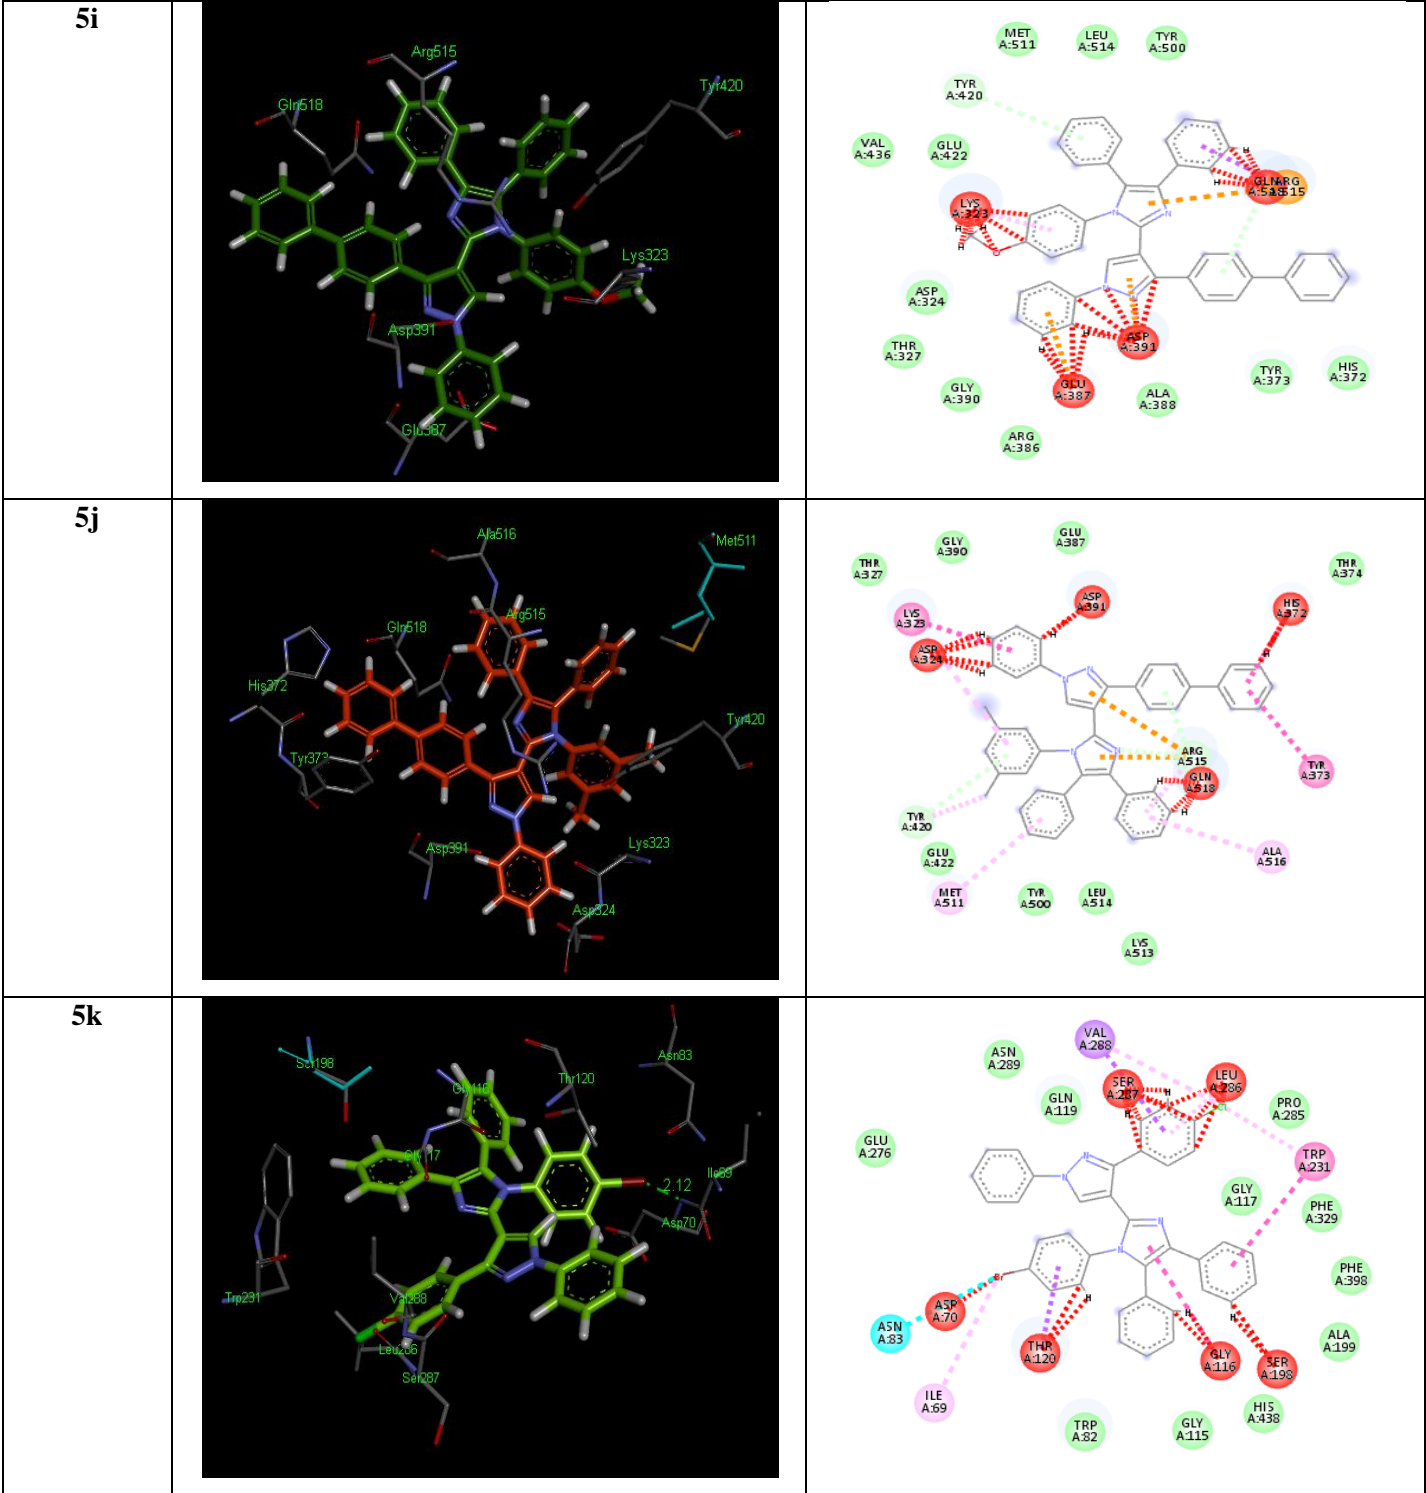 5i
Arg515
Tyr420
Gln518
Lys323
Asp391
Glu387
MET
A:511
LEU
A:514
TYR
A:500
TYR
A:420
VAL
A:436
GLU
A:422
GLN
ARG
A:515
LYS
A:323
H
H
H
H
H
N
N
O
N
N
H
H
ASP
A:324
THR
A:327
ASP
A:391
GLY
A:390
GLU
A:387
ALA
A:388
TYR
A:373
HIS
A:372
ARG
A:386
5j
Ala516
Met511
Arg515
Gln518
His372
Tyr373
Tyr420
Asp391
Lys323
Asp324
GLY
A:390
GLU
A:387
THR
A:327
THR
A:374
LYS
A:323
ASP
A:391
HIS
A:372
ASP
A:324
H
H
H
H
N
N
N
N
ARG
A:515
TYR
A:373
GLN
A:518
H
H
TYR
A:420
GLU
A:422
ALA
A:516
MET
A:511
TYR
A:500
LEU
A:514
LYS
A:513
5k
Ser198
Asn83
Thr120
Ile69
2.12
Asp70
Trp231
Val288
Leu286
Ser287
VAL
A:288
ASN
A:289
SER
A:287
LEU
A:286
H
H
Cl
GLN
A:119
PRO
A:285
GLU
A:276
TRP
A:231
N
N
GLY
A:117
PHE
A:329
N
N
PHE
A:398
Br
ASP
A:70
ASN
A:83
H
H
H
THR
A:120
GLY
A:116
SER
A:198
ALA
A:199
ILE
A:69
TRP
A:82
GLY
A:115
HIS
A:438